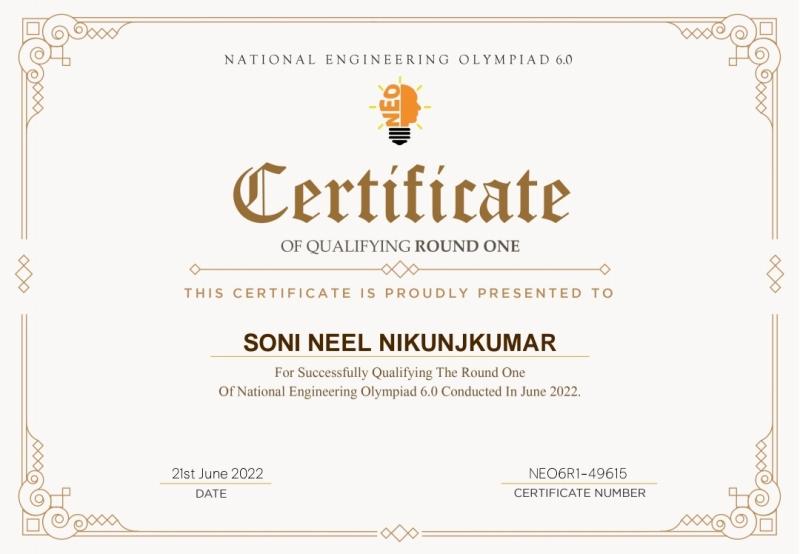 NATIONAL ENGINEERING OLYMPIAD 6.0
NEO
Certificate
OF QUALIFYING ROUND ONE
THIS CERTIFICATE IS PROUDLY PRESENTED TO
SONI NEEL NIKUNJKUMAR
For Successfully Qualifying The Round One
Of National Engineering Olympiad 6.0 Conducted In June 2022.
21st June 2022
DATE
NEO6R1-49615
CERTIFICATE NUMBER